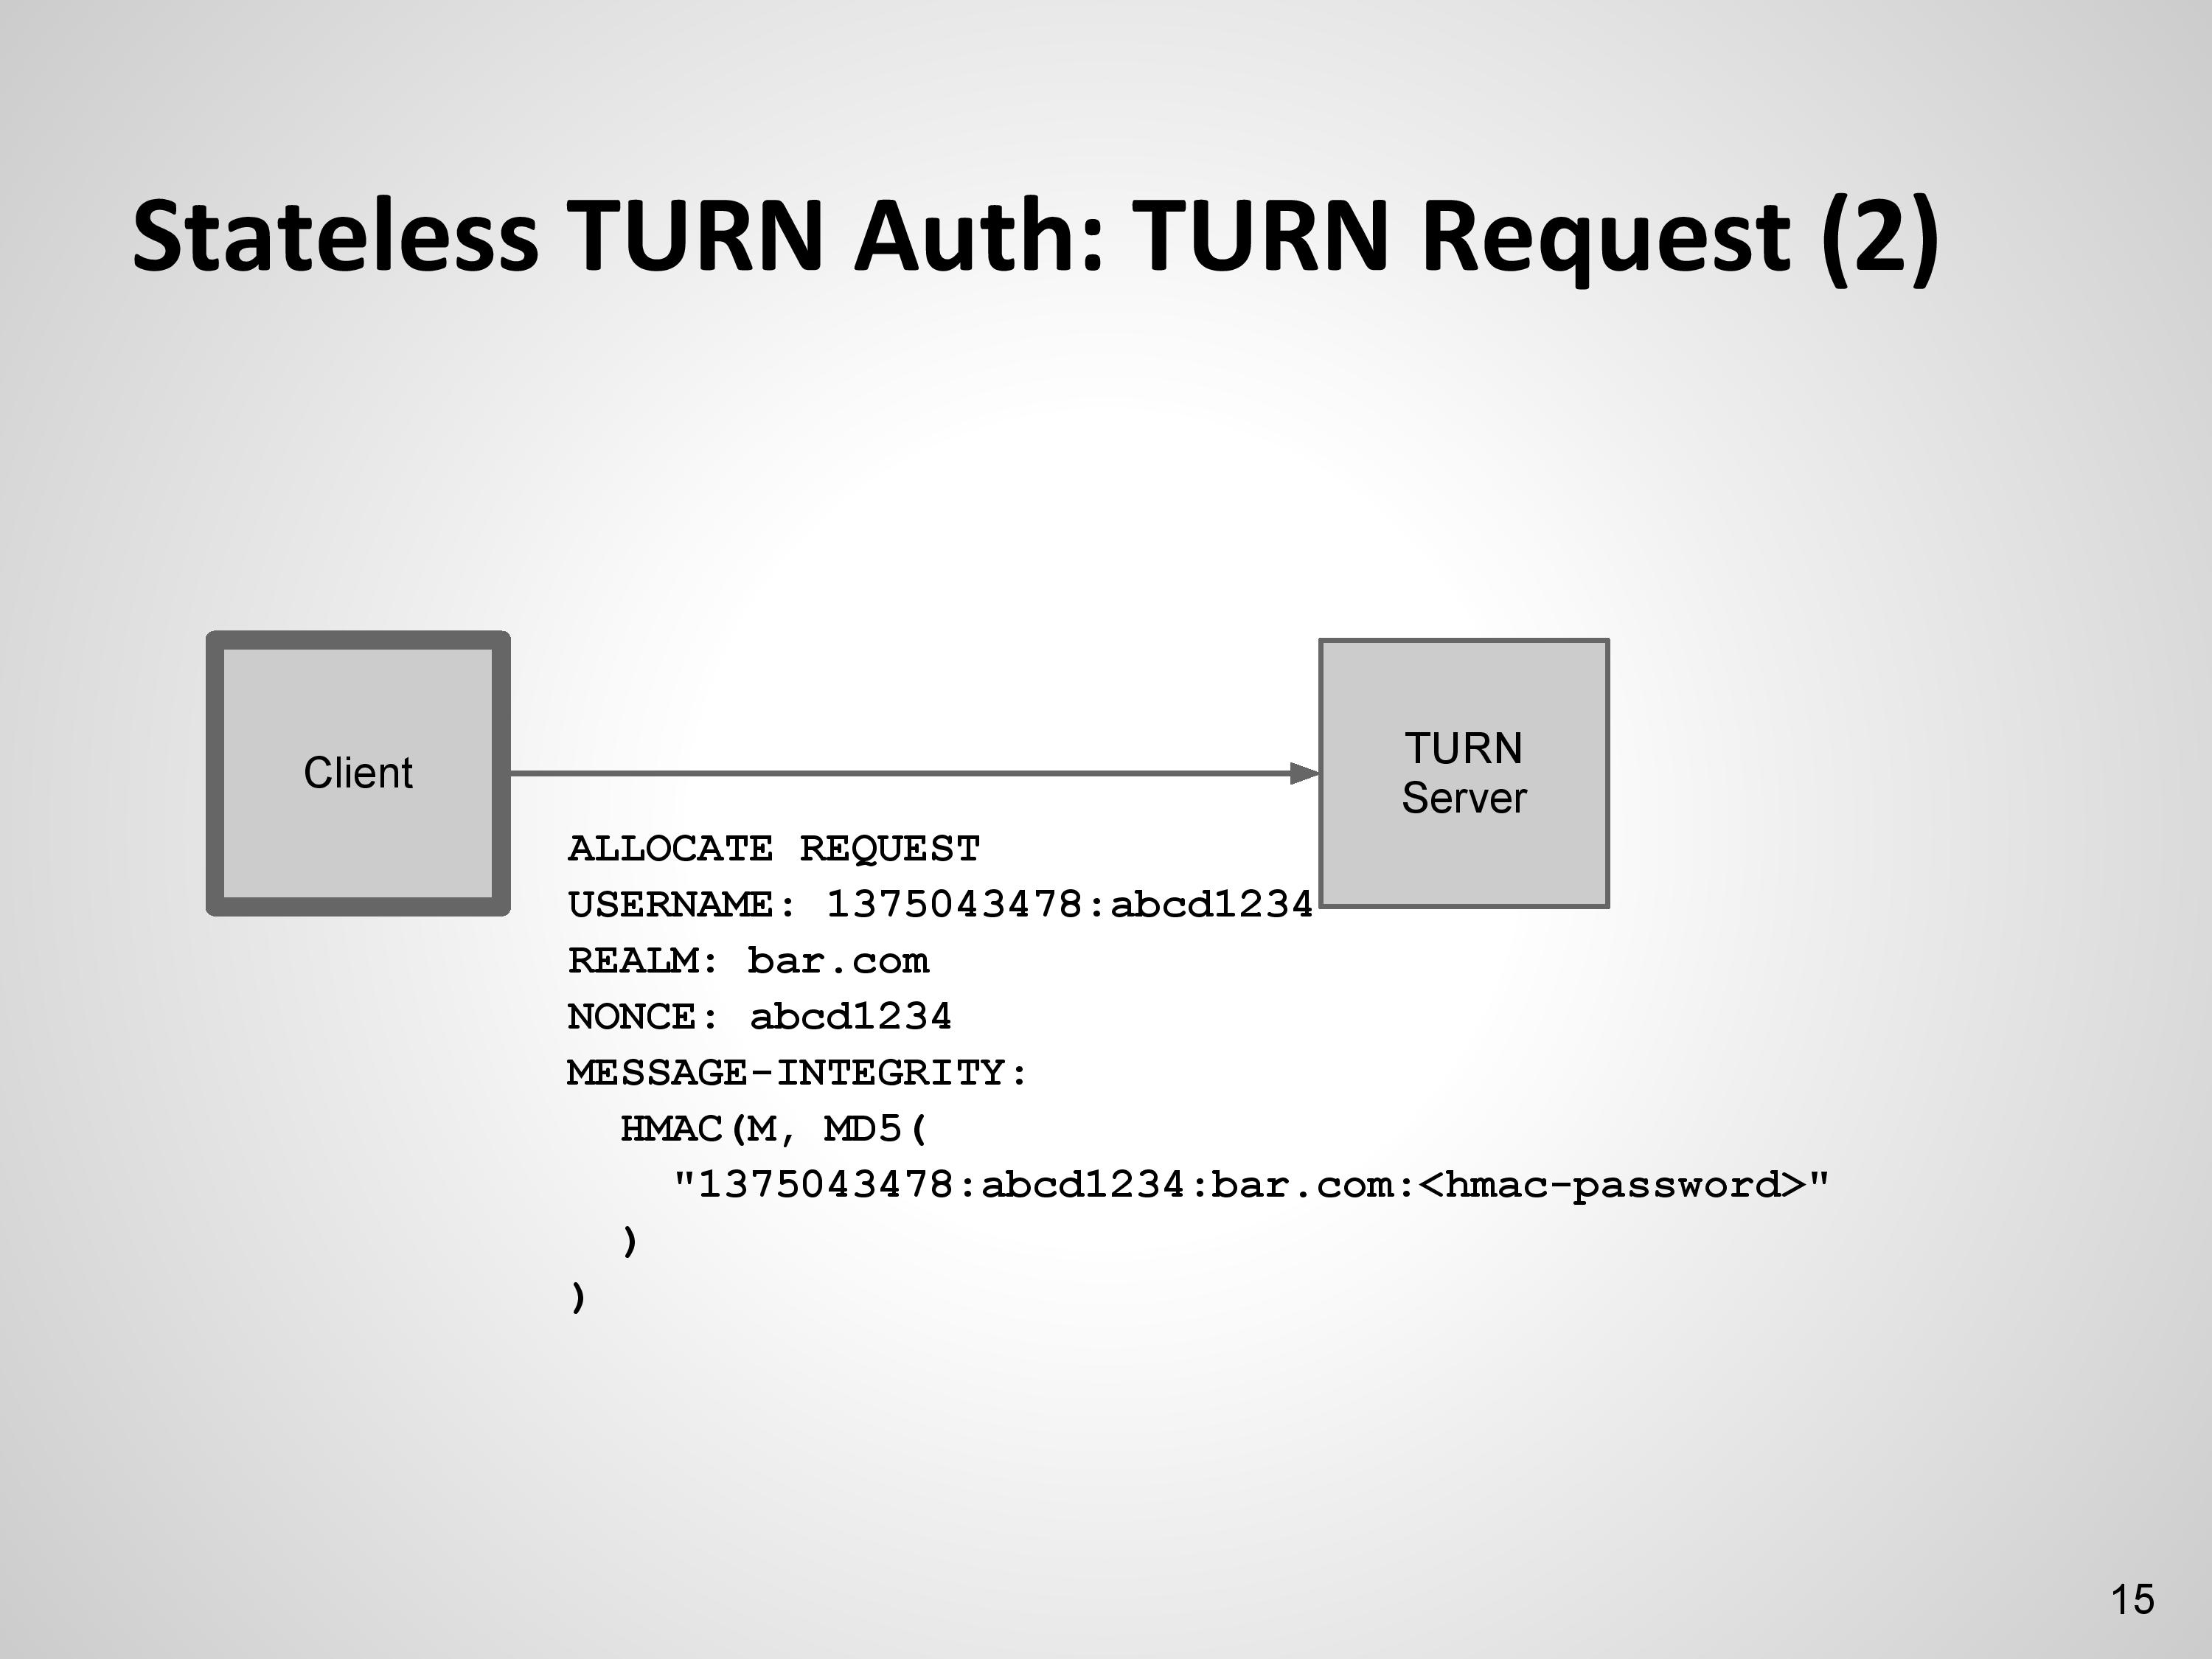 Stateless TURN Auth: TURN Request (2)
Client
TURN
Server
ALLOCATE REQUEST
USERNAME: 1375043478:abcd1234
REALM: bar.com
NONCE: abcd1234
MESSAGE-INTEGRITY:
HMAC(M, MD5(
"1375043478:abcd1234:bar.com:<hmac-password>"
)
)
15